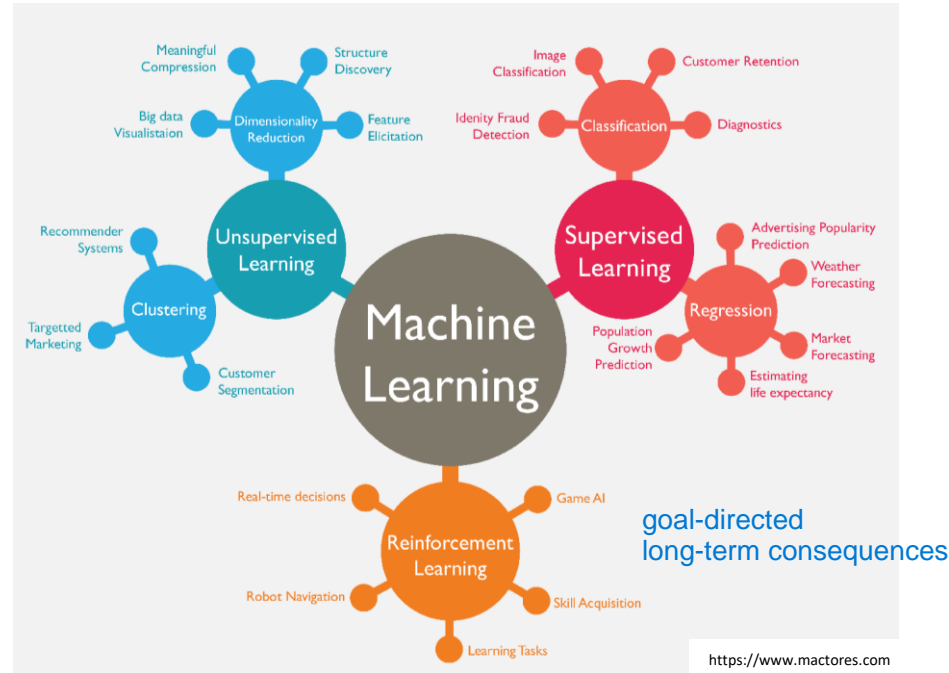 Meaningful
Compression
Structure
Discovery
Big data
Visualistaion
Dimensionality
Reduction
Feature
Elicitation
Image
Classification
Customer Retention
Idenity Fraud
Detection
Classification
Diagnostics
Recommender
Systems
Unsupervised
Learning
Supervised
Learning
Advertising Popularity
Prediction
Weather
Forecasting
Clustering
Regression
Targetted
Marketing
Machine
Learning
Population
Growth
Prediction
Market
Forecasting
Customer
Segmentation
Estimating
life expectancy
Real-time decisions
Game AI
goal-directed
long-term consequences
Reinforcement
Learning
Robot Navigation
Skill Acquisition
Learning Tasks
https://www.mactores.com